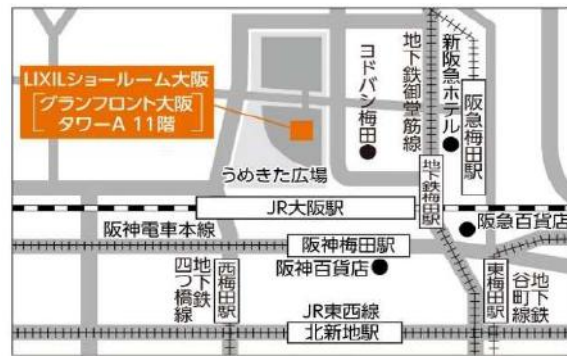 LIXILショールーム大阪
グランフロント大阪
タワーA 11階
うめきた広場
ヨドバシ梅田
地下鉄御堂筋線
新阪急ホテル
阪急梅田駅
地下鉄梅田駅
JR大阪駅
阪急百貨店
阪神電車本線
阪神梅田駅
阪神百貨店
地下鉄
四つ橋線
西梅田駅
東梅田駅
地下鉄
谷町線
JR東西線
北新地駅